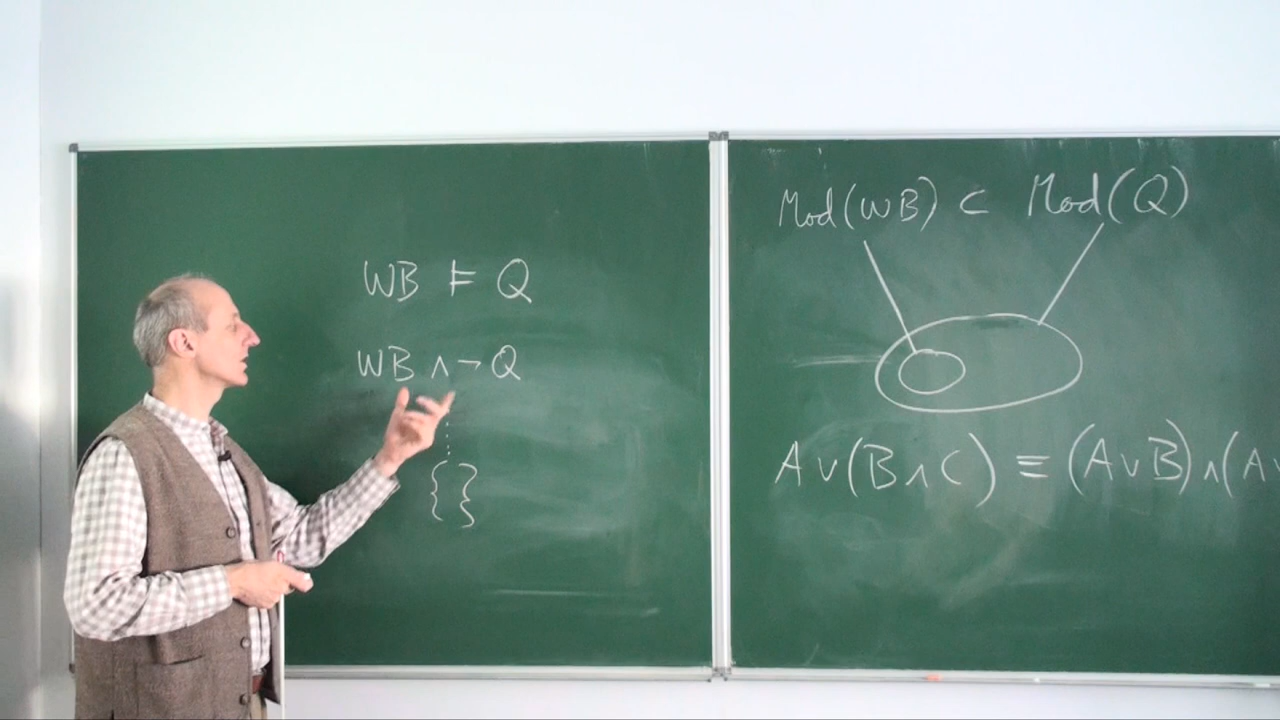 WB ⊨ Q
WB ∧ ¬ Q
{ }
Mod(WB) ⊂ Mod(Q)
A ∨ (B ∧ C) ≡ (A ∨ B) ∧ (A ∨